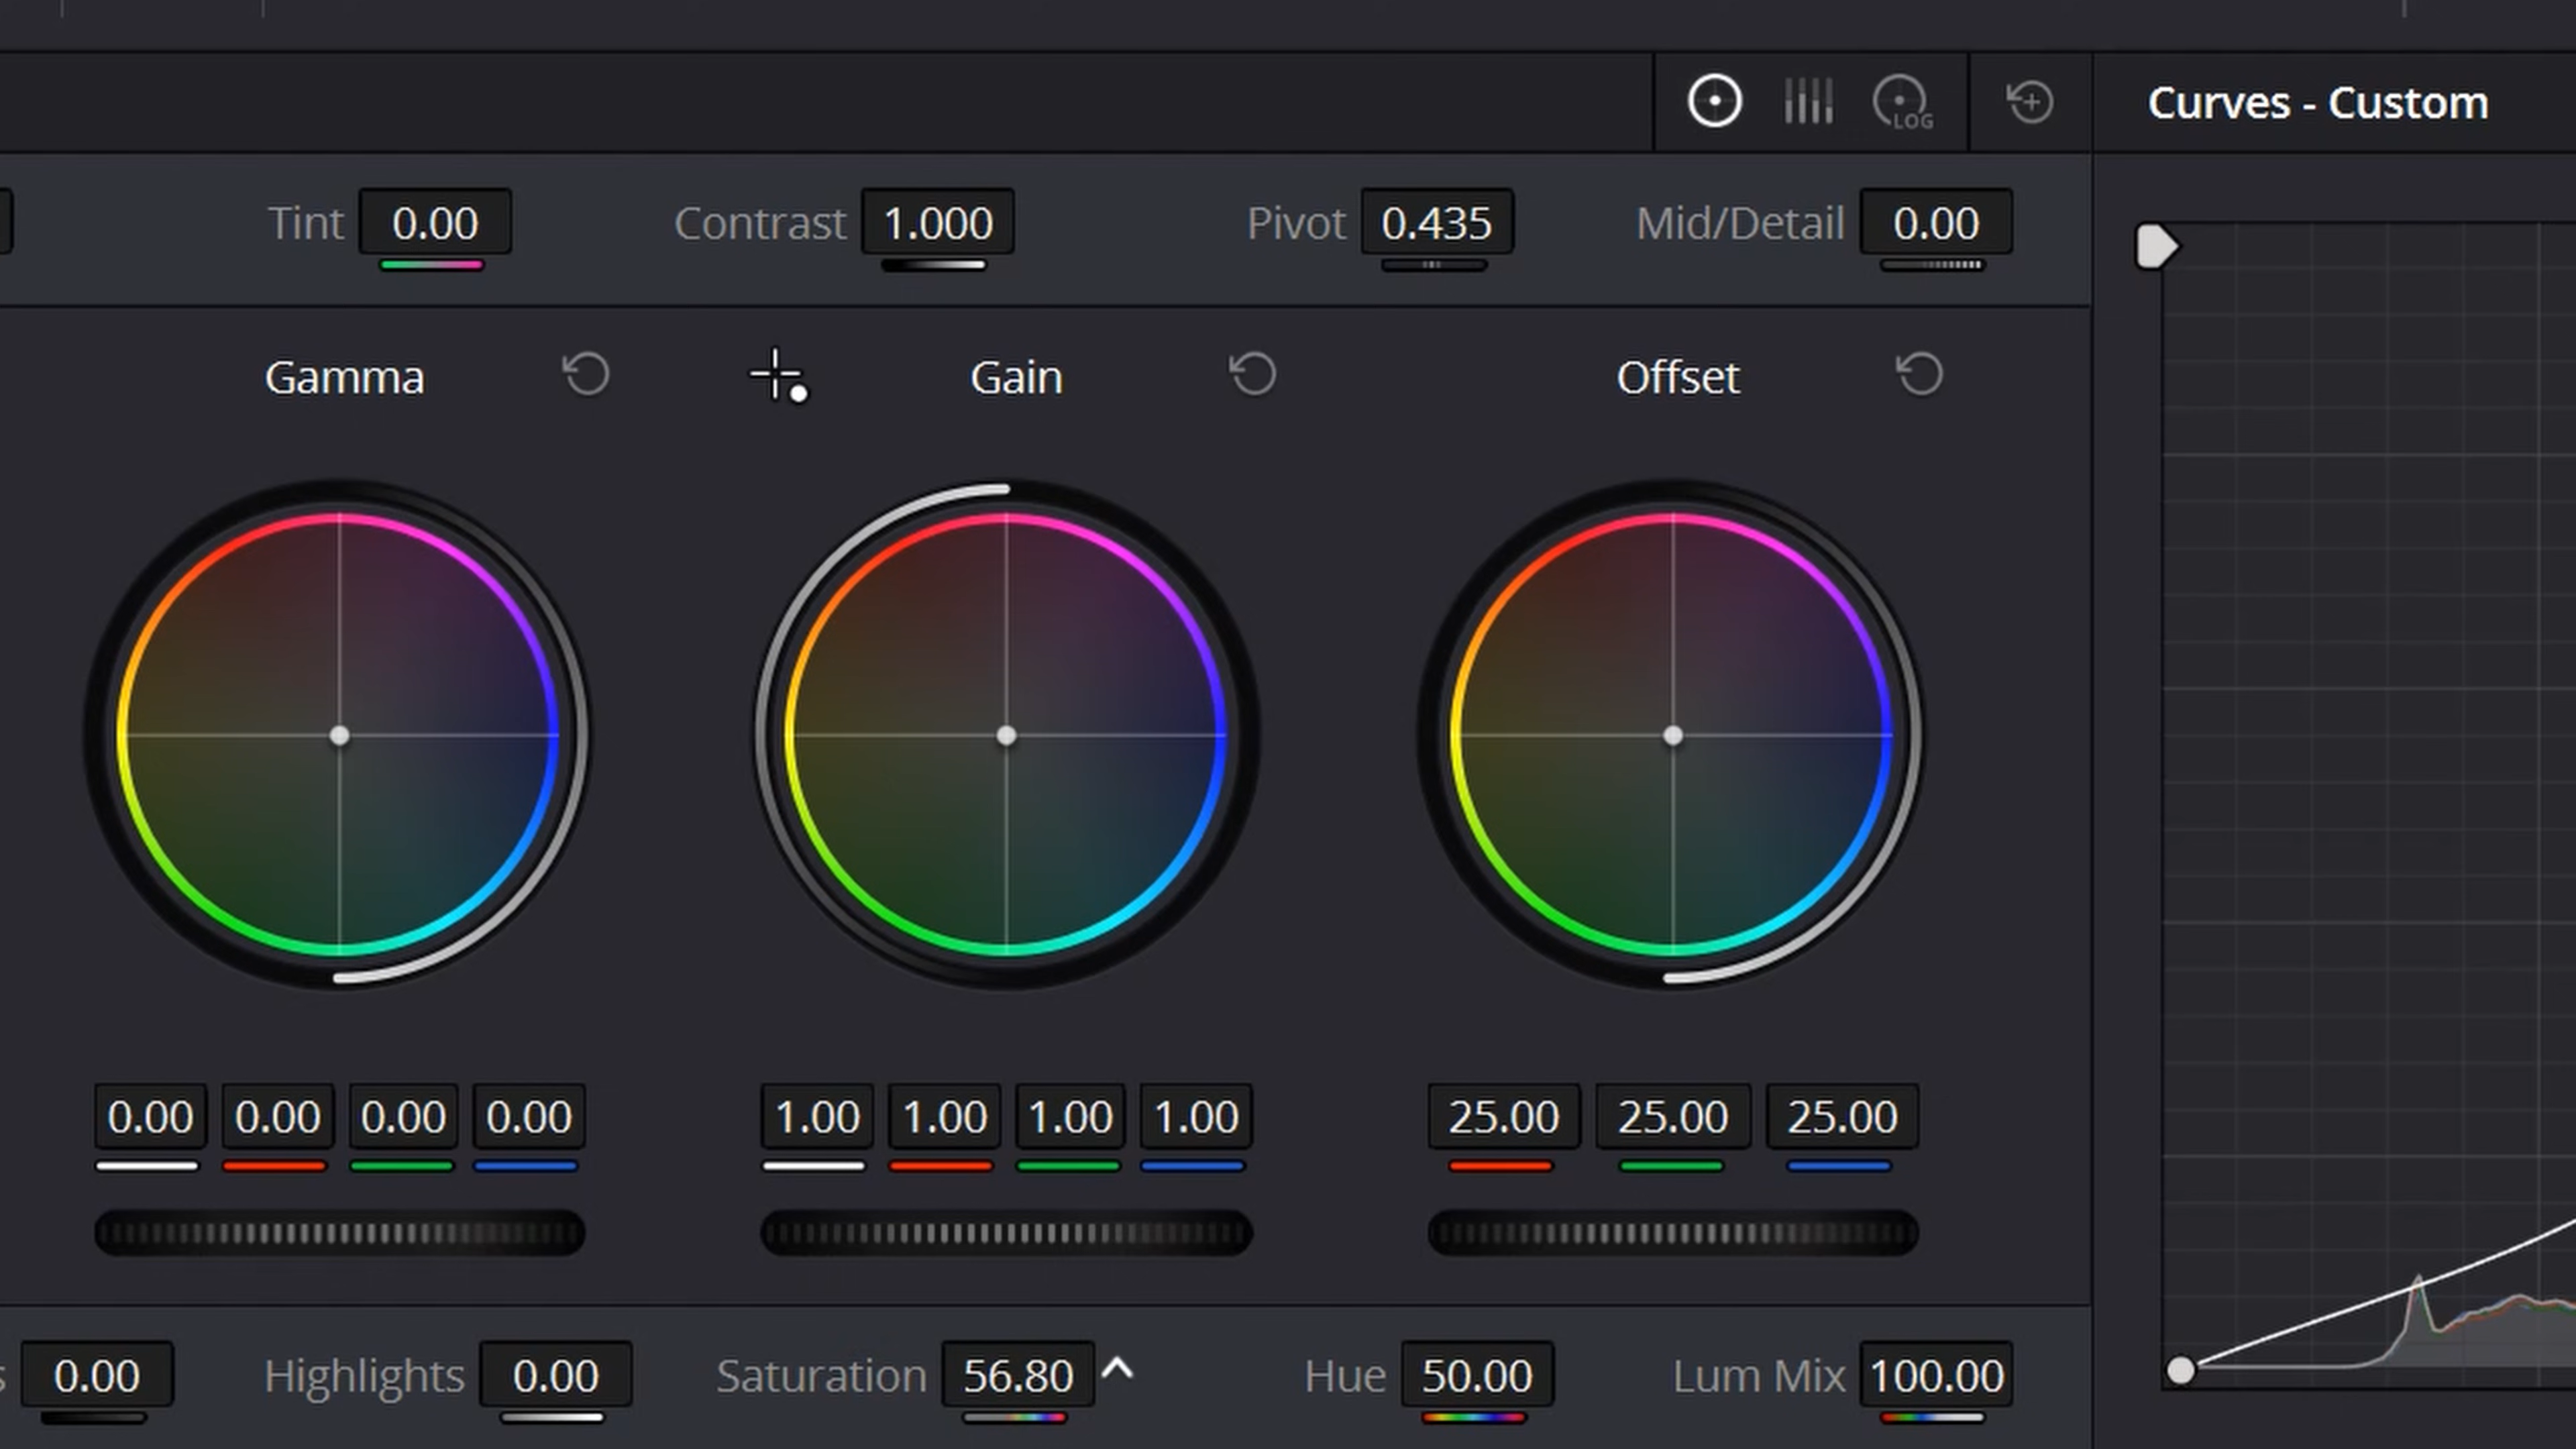 LOG
Curves - Custom
Tint 0.00 Contrast 1.000 Pivot 0.435 Mid/Detail 0.00
Gamma Gain Offset
0.00 0.00 0.00 0.00 1.00 1.00 1.00 1.00 25.00 25.00 25.00
s 0.00 Highlights 0.00 Saturation 56.80 Hue 50.00 Lum Mix 100.00